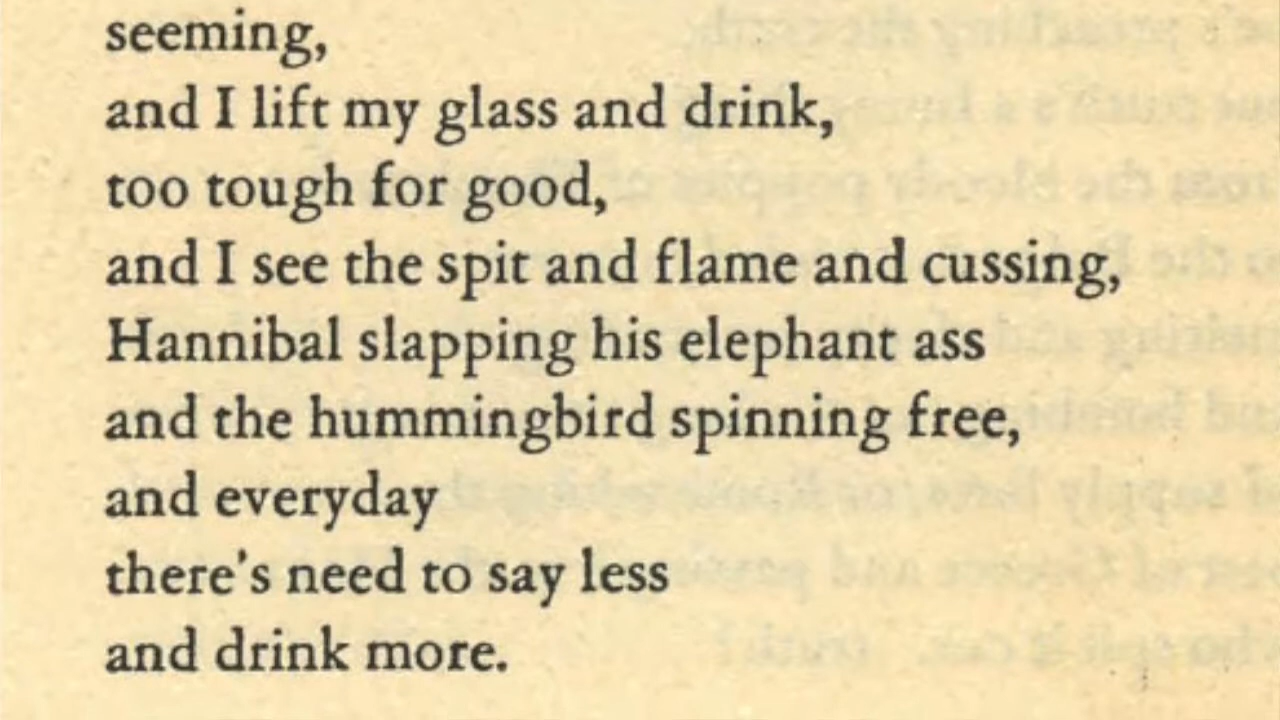 seeming,
and I lift my glass and drink,
too tough for good,
and I see the spit and flame and cussing,
Hannibal slapping his elephant ass
and the hummingbird spinning free,
and everyday
there's need to say less
and drink more.